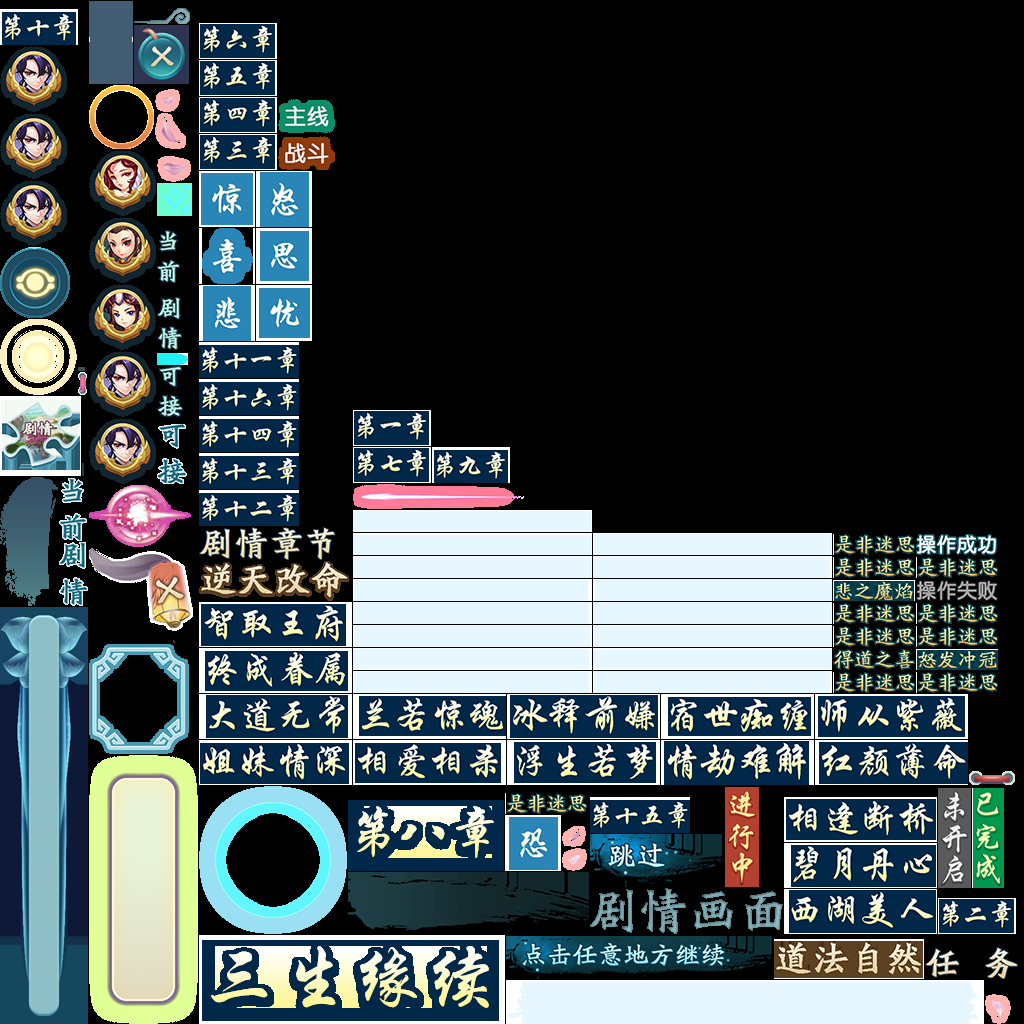 第十章
第六章
第五章
第四章
主线
第三章
战斗
惊
怒
喜
思
悲
忧
当前
剧情
可接
可接
剧情
当前剧情
第十一章
第十六章
第十四章
第十三章
第十二章
第一章
第七章
第九章
剧情章节
逆天改命
智取王府
终成眷属
是非迷思
操作成功
是非迷思
是非迷思
悲之魔焰
操作失败
是非迷思
是非迷思
是非迷思
是非迷思
得道之喜
怒发冲冠
是非迷思
是非迷思
大道无常
兰若惊魂
冰释前嫌
宿世痴缠
师从紫薇
姐妹情深
相爱相杀
浮生若梦
情劫难解
红颜薄命
第八章
是非迷思
恐
第十五章
跳过
进行中
相逢断桥
未开启
已完成
碧月丹心
剧情画面
西湖美人
第二章
三生缘续
点击任意地方继续.
道法自然
任务